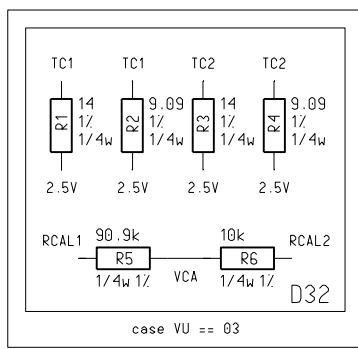 TC1 TC1 TC2 TC2
R1 14 1% 1/4w
R2 9.09 1% 1/4w
R3 14 1% 1/4w
R4 9.09 1% 1/4w
2.5V 2.5V 2.5V 2.5V
RCAL1 90.9k 10k RCAL2
R5 R6
1/4w 1% VCA 1/4w 1%
D32
case VU == 03